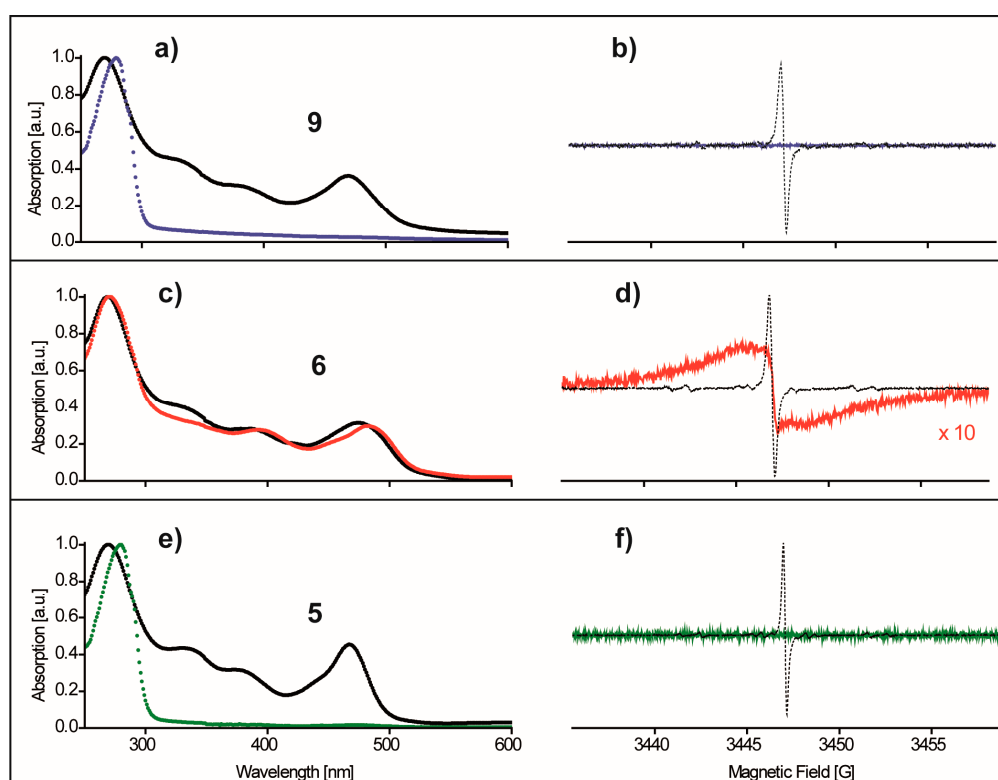 a)
b)
1.0
0.8
0.6
0.4
0.2
0.0
Absorption [a.u.]
9
c)
d)
1.0
0.8
0.6
0.4
0.2
0.0
Absorption [a.u.]
6
x 10
e)
f)
1.0
0.8
0.6
0.4
0.2
0.0
Absorption [a.u.]
5
300 400 500 600
Wavelength [nm]
3440 3445 3450 3455
Magnetic Field [G]